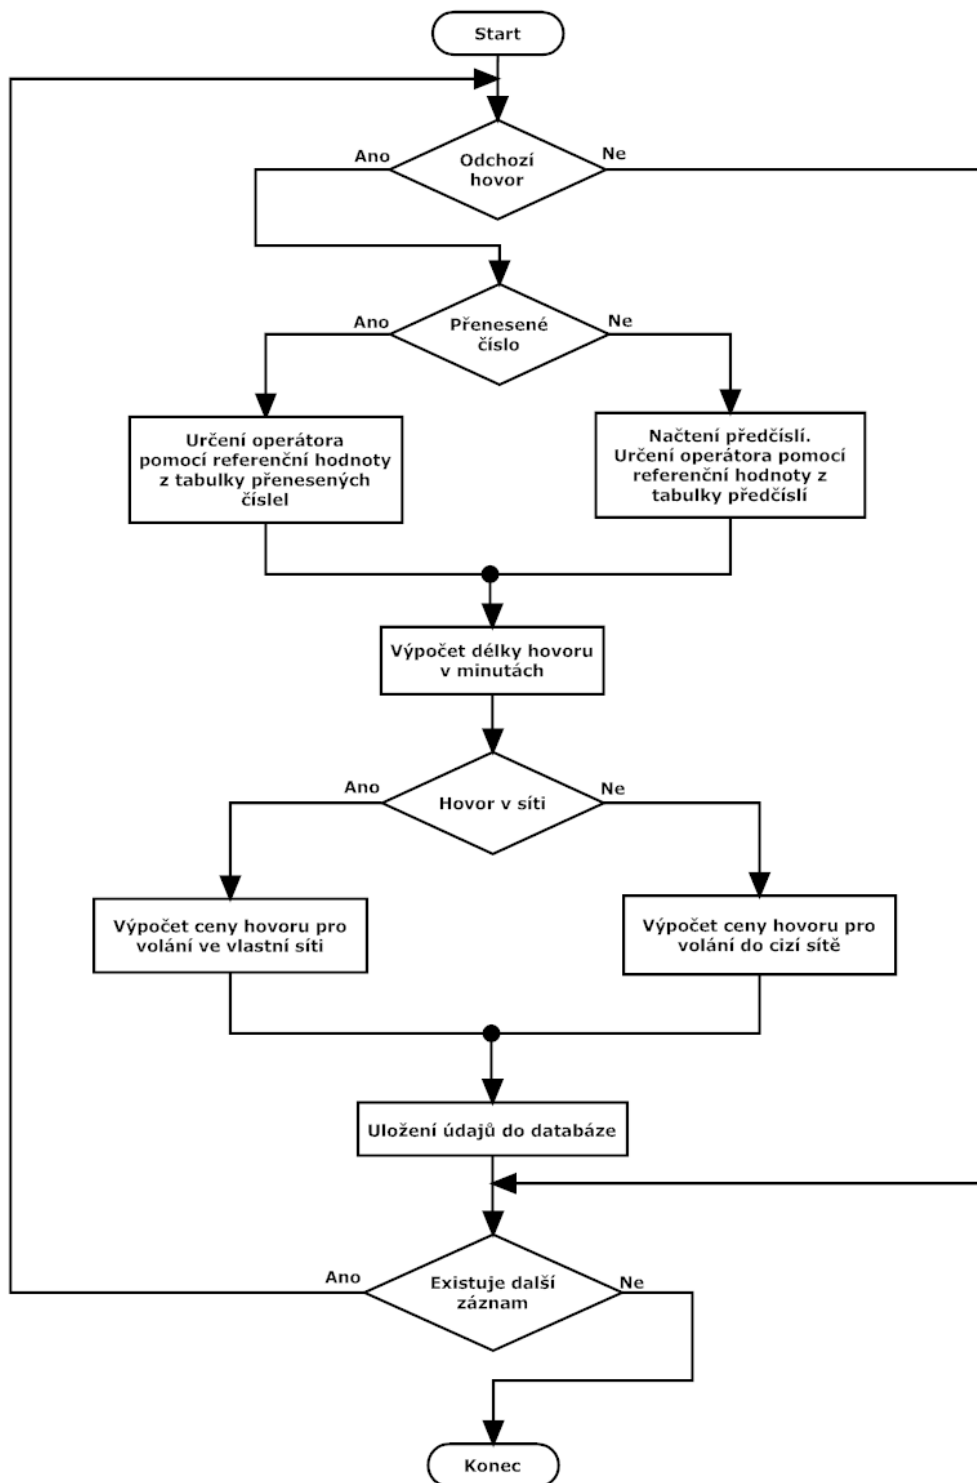 Start
Ano
Ne
Odchozí
hovor
Ano
Ne
Přenesené
číslo
Určení operátora
pomocí referenční hodnoty
z tabulky přenesených
číslel
Načtení předčíslí.
Určení operátora pomocí
referenční hodnoty z
tabulky předčíslí
Výpočet délky hovoru
v minutách
Ano
Ne
Hovor v síti
Výpočet ceny hovoru pro
volání ve vlastní síti
Výpočet ceny hovoru pro
volání do cizí sítě
Uložení údajů do databáze
Ano
Ne
Existuje další
záznam
Konec